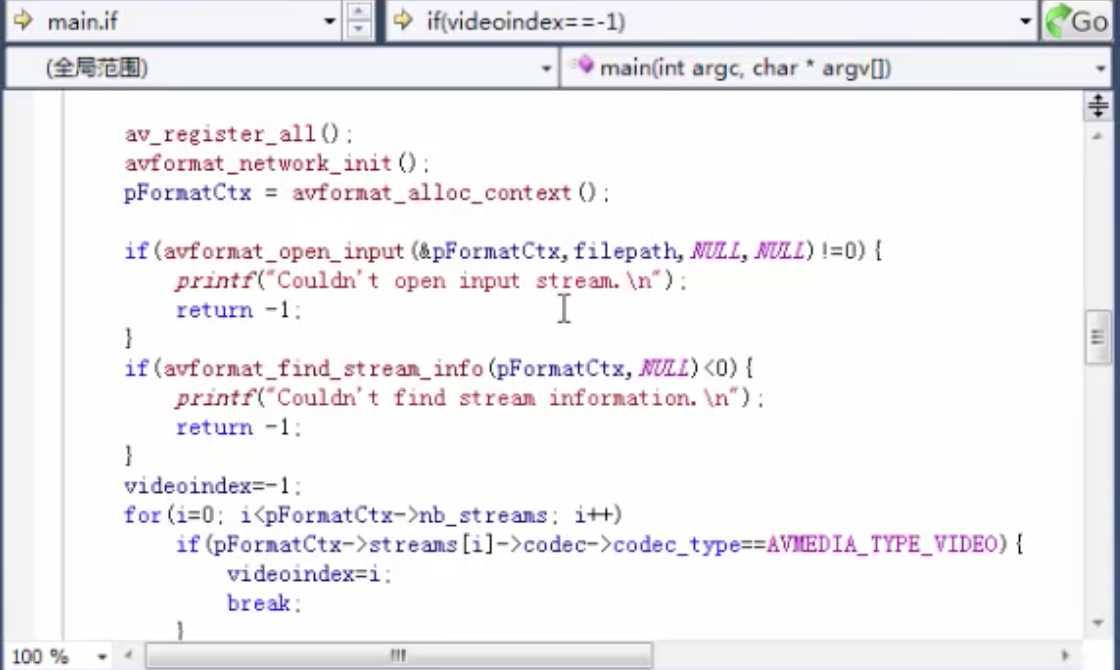 main.if if(videoindex==-1) Go
(全局范围) main(int argc, char * argv[])
av_register_all();
avformat_network_init();
pFormatCtx = avformat_alloc_context();
if(avformat_open_input(&pFormatCtx,filepath,NULL,NULL)!=0){
printf("Couldn't open input stream.\n");
return -1;
}
if(avformat_find_stream_info(pFormatCtx,NULL)<0){
printf("Couldn't find stream information.\n");
return -1;
}
videoindex=-1;
for(i=0; i<pFormatCtx->nb_streams; i++)
if(pFormatCtx->streams[i]->codec->codec_type==AVMEDIA_TYPE_VIDEO){
videoindex=i;
break;
}
100 %